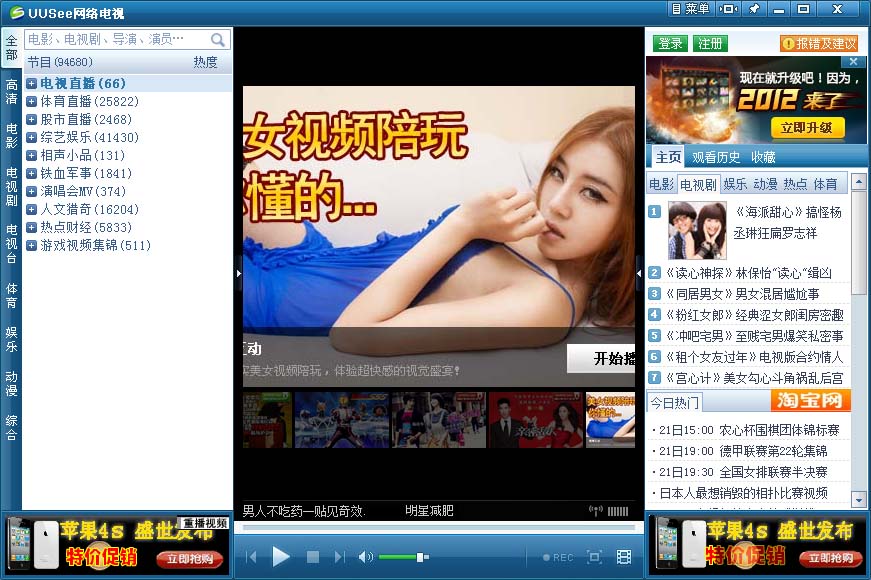 UUSee网络电视
菜单
全部
高清
电影
电视剧
电视台
体育
娱乐
动漫
综合
电影、电视剧、导演、演员…
节目(94680) 热度
电视直播(66)
体育直播(25822)
股市直播(2468)
综艺娱乐(41430)
相声小品(131)
铁血军事(1841)
演唱会MV(374)
人文猎奇(16204)
热点财经(5833)
游戏视频集锦(511)
女视频陪玩
懂的...
互动
实美女视频陪玩，体验超快感的视觉盛宴!
开始播
男人不吃药一贴见奇效. 明星减肥
REC
登录 注册 报错及建议
现在就升级吧！因为，
2012 来了
立即升级
主页 观看历史 收藏
电影 电视剧 娱乐 动漫 热点 体育
1 《海派甜心》搞怪杨
丞琳狂扁罗志祥
2 《读心神探》林保怡“读心”缉凶
3 《同居男女》男女混居尴尬事
4 《粉红女郎》经典涩女郎闺房密趣
5 《冲吧宅男》至贱宅男爆笑私密事
6 《租个女友过年》电视版合约情人
7 《宫心计》美女勾心斗角祸乱后宫
今日热门 淘宝网
·21日15:00 农心杯围棋团体锦标赛
·21日19:00 德甲联赛第22轮集锦
·21日19:30 全国女排联赛半决赛
·日本人最想销毁的相扑比赛视频
苹果4s 盛世发布
重播视频
特价促销 立即抢购
苹果4s 盛世发布
特价促销 立即抢购